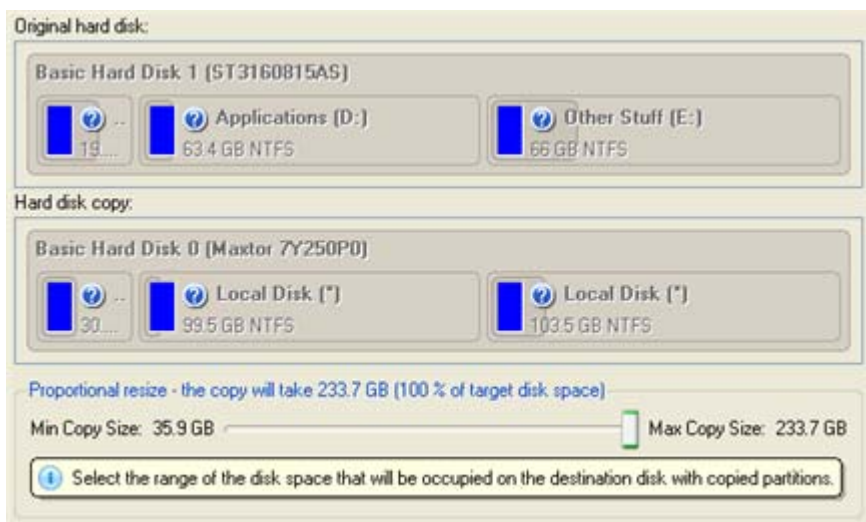 Original hard disk:
Basic Hard Disk 1 (ST3160815AS)
.. Applications (D:) Other Stuff (E:)
19.... 63.4 GB NTFS 66 GB NTFS
Hard disk copy:
Basic Hard Disk 0 (Maxtor 7Y250P0)
.. Local Disk (*) Local Disk (*)
30.... 99.5 GB NTFS 103.5 GB NTFS
Proportional resize - the copy will take 233.7 GB (100 % of target disk space)
Min Copy Size: 35.9 GB Max Copy Size: 233.7 GB
Select the range of the disk space that will be occupied on the destination disk with copied partitions.